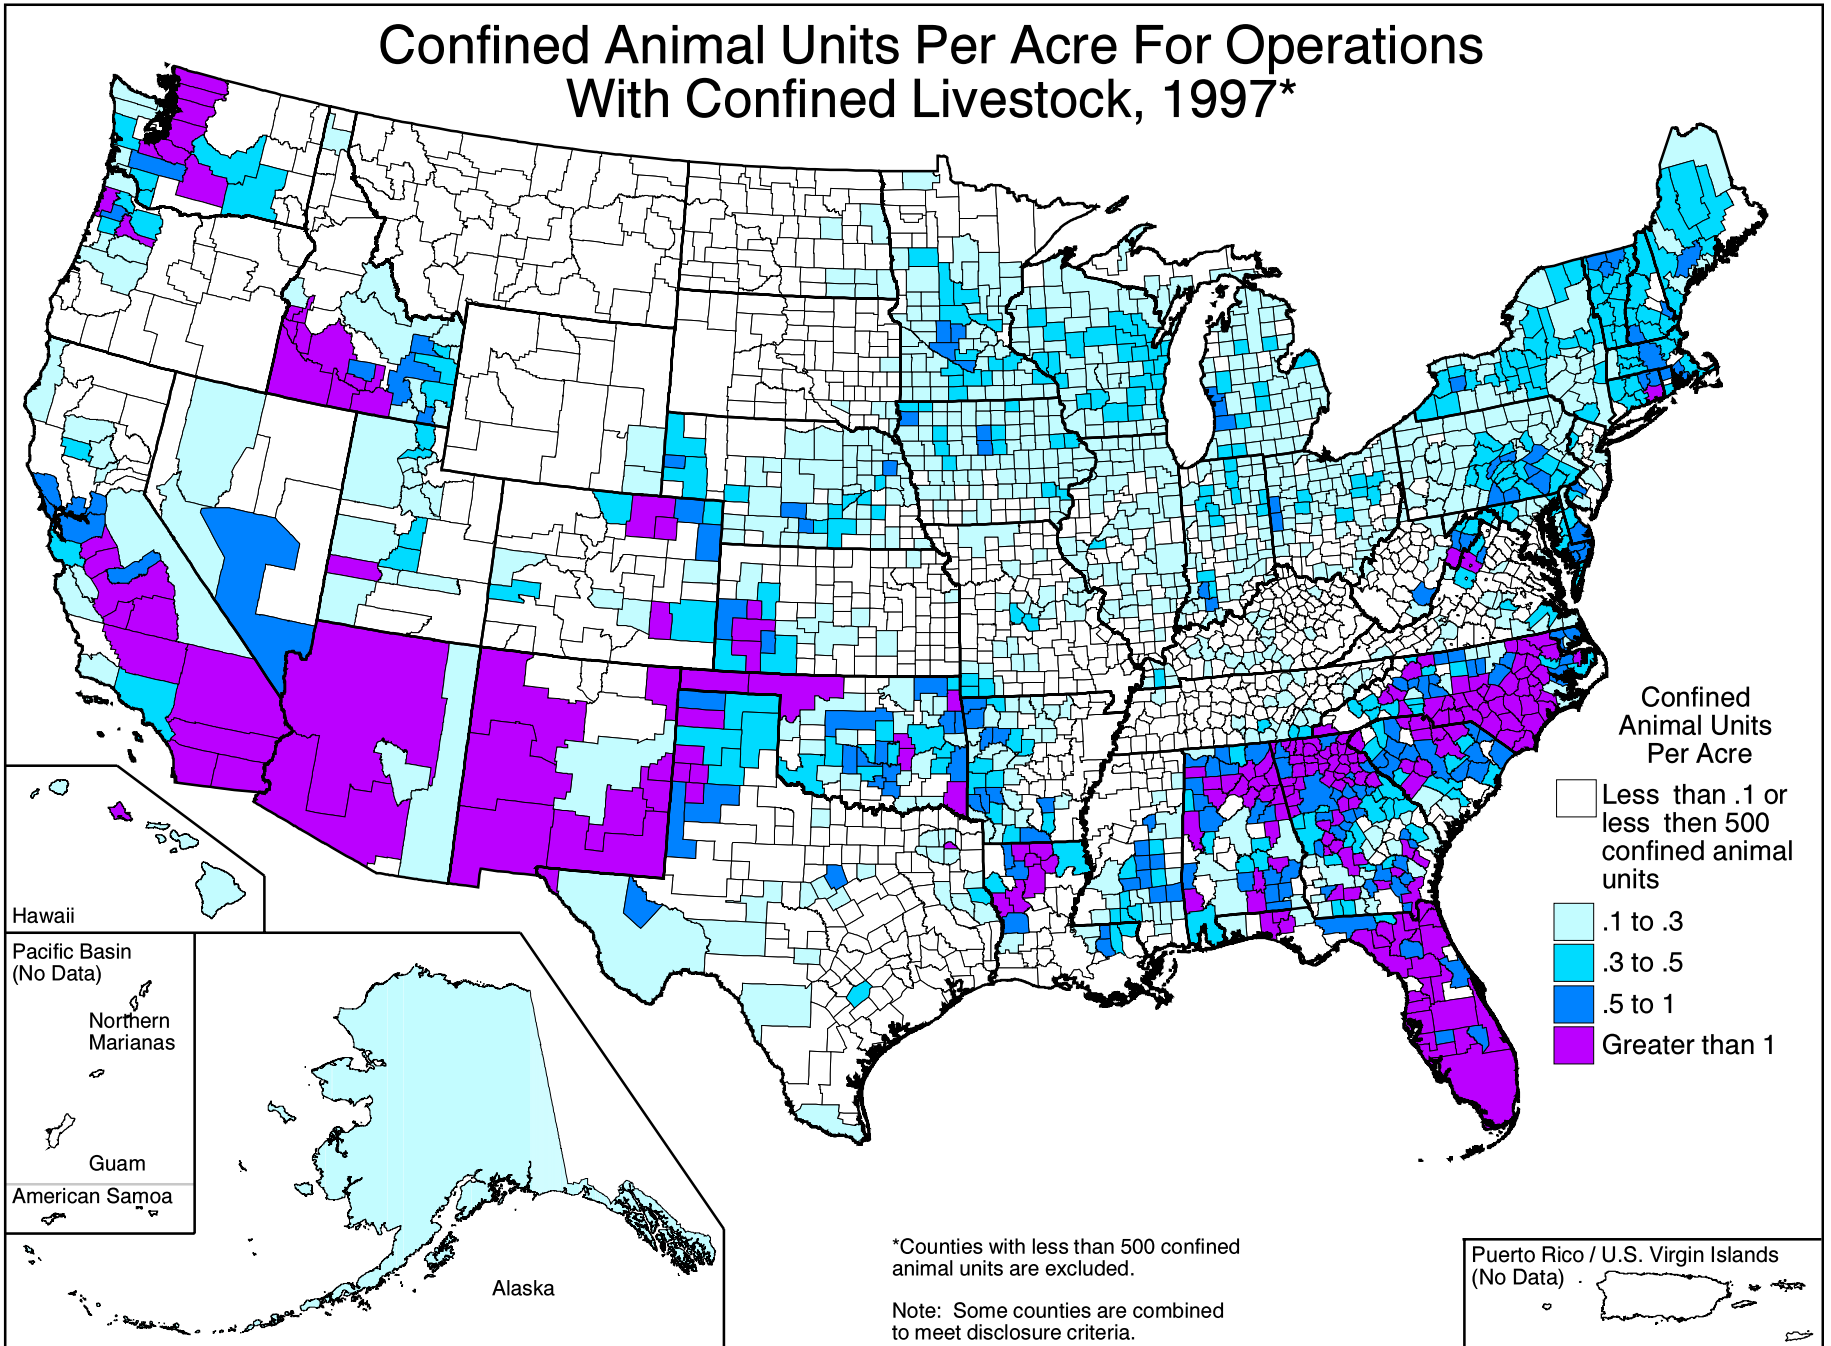 Confined Animal Units Per Acre For Operations
With Confined Livestock, 1997*
Confined
Animal Units
Per Acre
Less than .1 or
less then 500
confined animal
units
.1 to .3
.3 to .5
.5 to 1
Greater than 1
Hawaii
Pacific Basin
(No Data)
Northern
Marianas
Guam
American Samoa
Alaska
*Counties with less than 500 confined
animal units are excluded.
Note: Some counties are combined
to meet disclosure criteria.
Puerto Rico / U.S. Virgin Islands
(No Data)